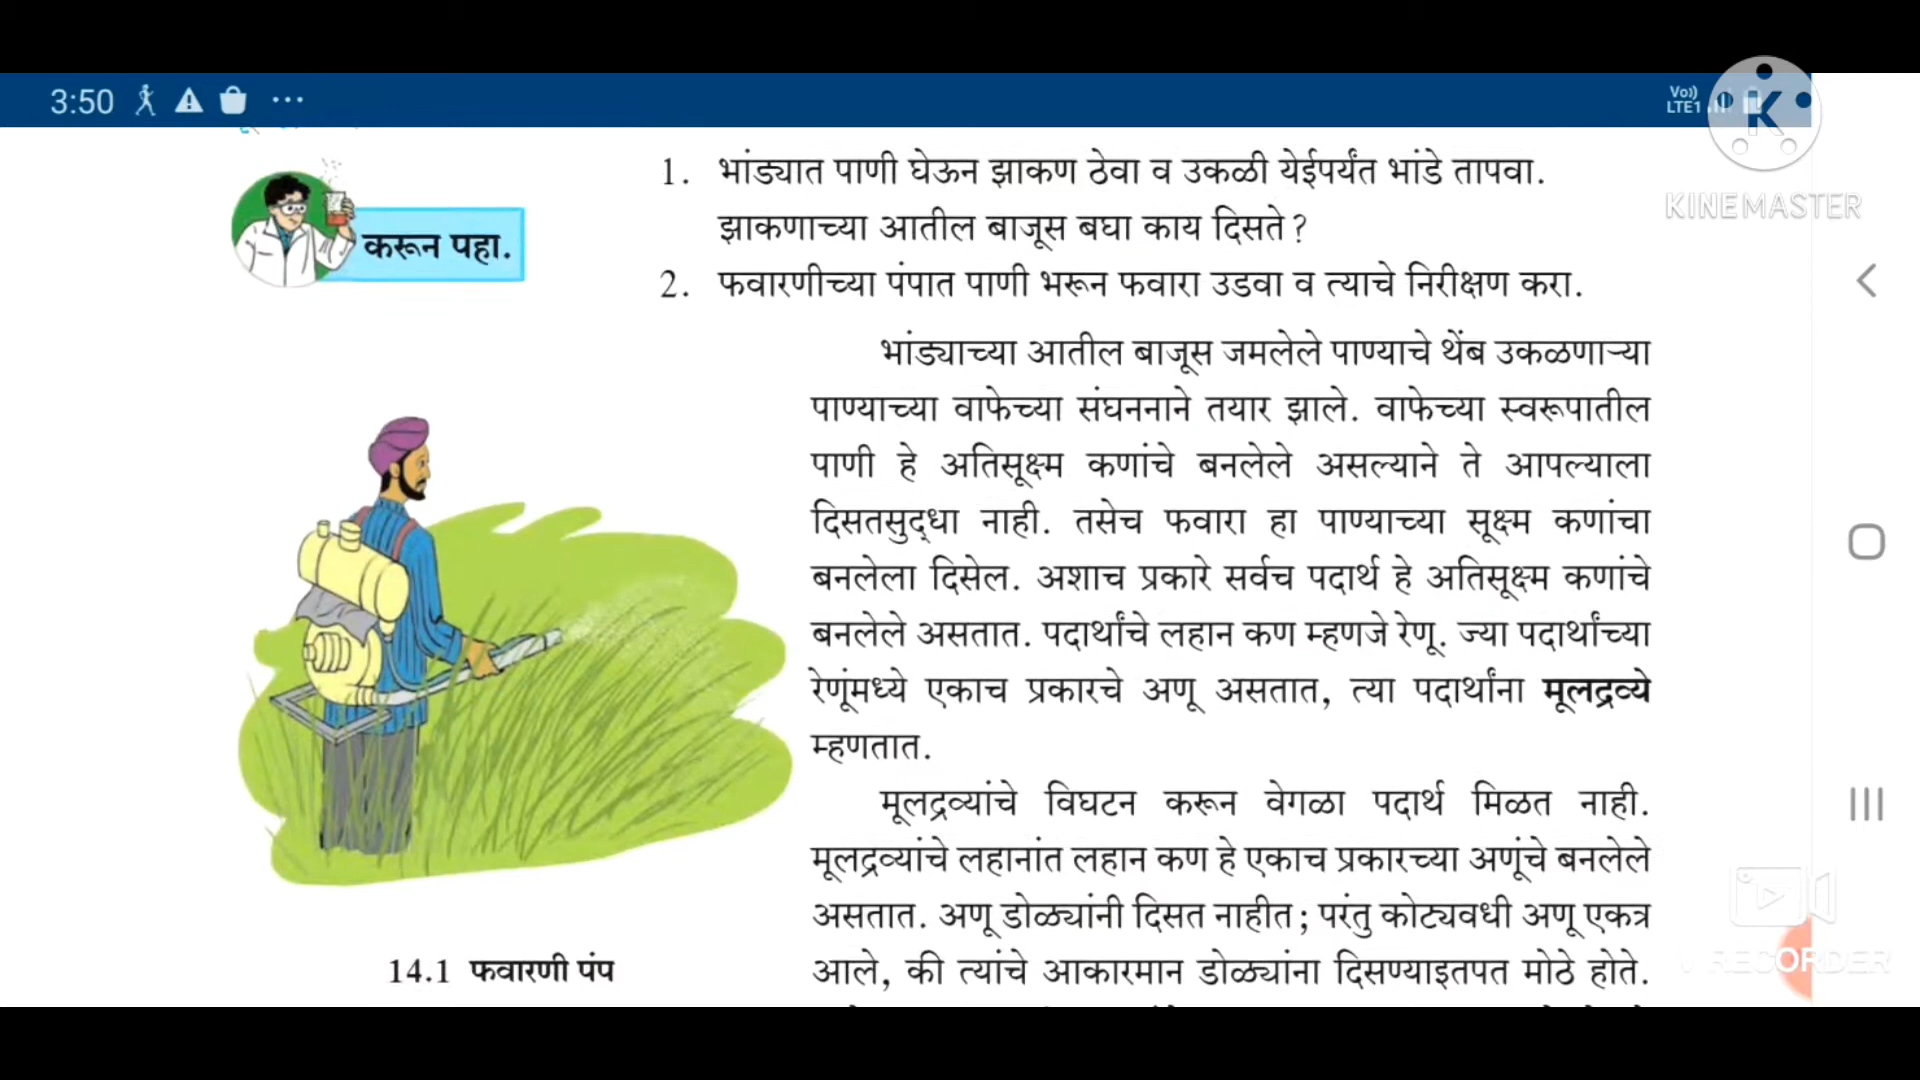 3:50
Vo)) LTE1
KINEMASTER
करून पहा.
1. भांड्यात पाणी घेऊन झाकण ठेवा व उकळी येईपर्यंत भांडे तापवा.
झाकणाच्या आतील बाजूस बघा काय दिसते ?
2. फवारणीच्या पंपात पाणी भरून फवारा उडवा व त्याचे निरीक्षण करा.
भांड्याच्या आतील बाजूस जमलेले पाण्याचे थेंब उकळणाऱ्या
पाण्याच्या वाफेच्या संघननाने तयार झाले. वाफेच्या स्वरूपातील
पाणी हे अतिसूक्ष्म कणांचे बनलेले असल्याने ते आपल्याला
दिसतसुद्धा नाही. तसेच फवारा हा पाण्याच्या सूक्ष्म कणांचा
बनलेला दिसेल. अशाच प्रकारे सर्वच पदार्थ हे अतिसूक्ष्म कणांचे
बनलेले असतात. पदार्थांचे लहान कण म्हणजे रेणू. ज्या पदार्थांच्या
रेणूंमध्ये एकाच प्रकारचे अणू असतात, त्या पदार्थांना मूलद्रव्ये
म्हणतात.
मूलद्रव्यांचे विघटन करून वेगळा पदार्थ मिळत नाही.
मूलद्रव्यांचे लहानांत लहान कण हे एकाच प्रकारच्या अणूंचे बनलेले
असतात. अणू डोळ्यांनी दिसत नाहीत ; परंतु कोट्यवधी अणू एकत्र
आले, की त्यांचे आकारमान डोळ्यांना दिसण्याइतपत मोठे होते.
14.1 फवारणी पंप
RECORDER